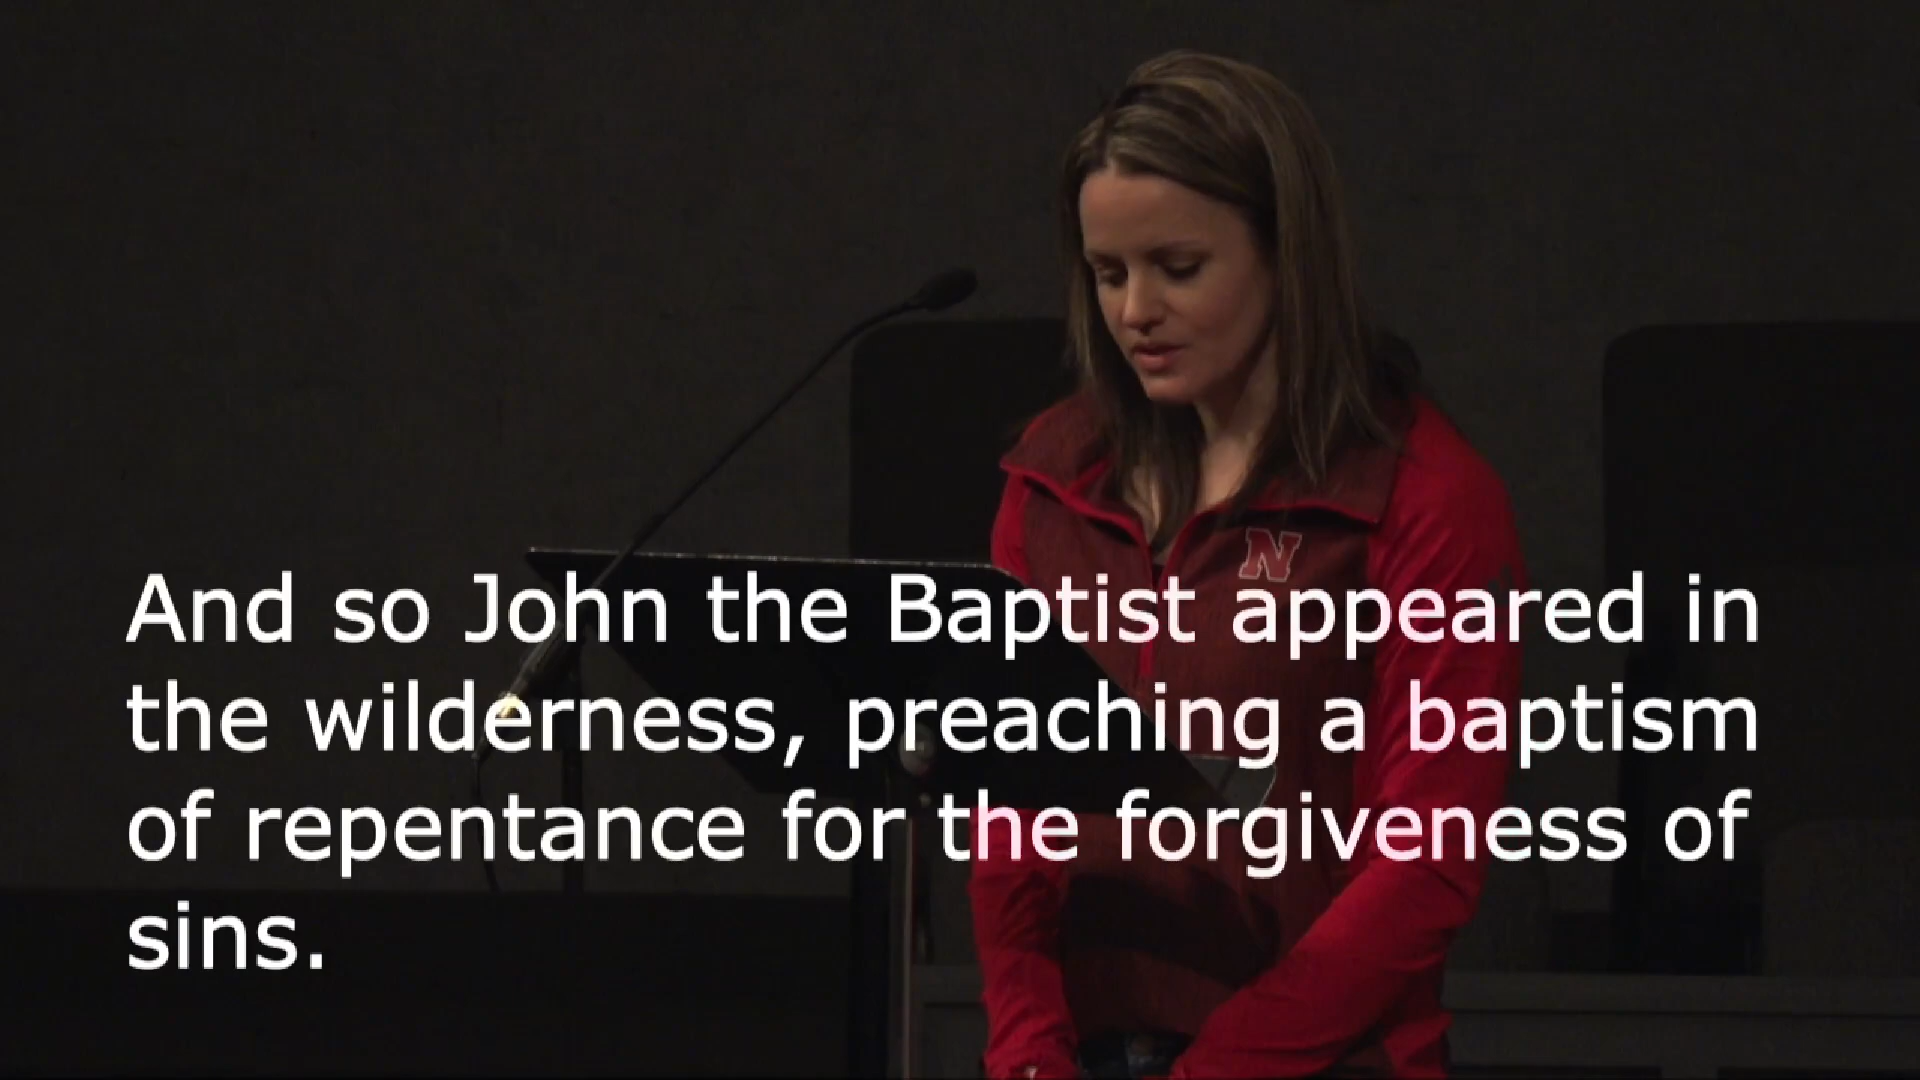 N
And so John the Baptist appeared in
the wilderness, preaching a baptism
of repentance for the forgiveness of
sins.